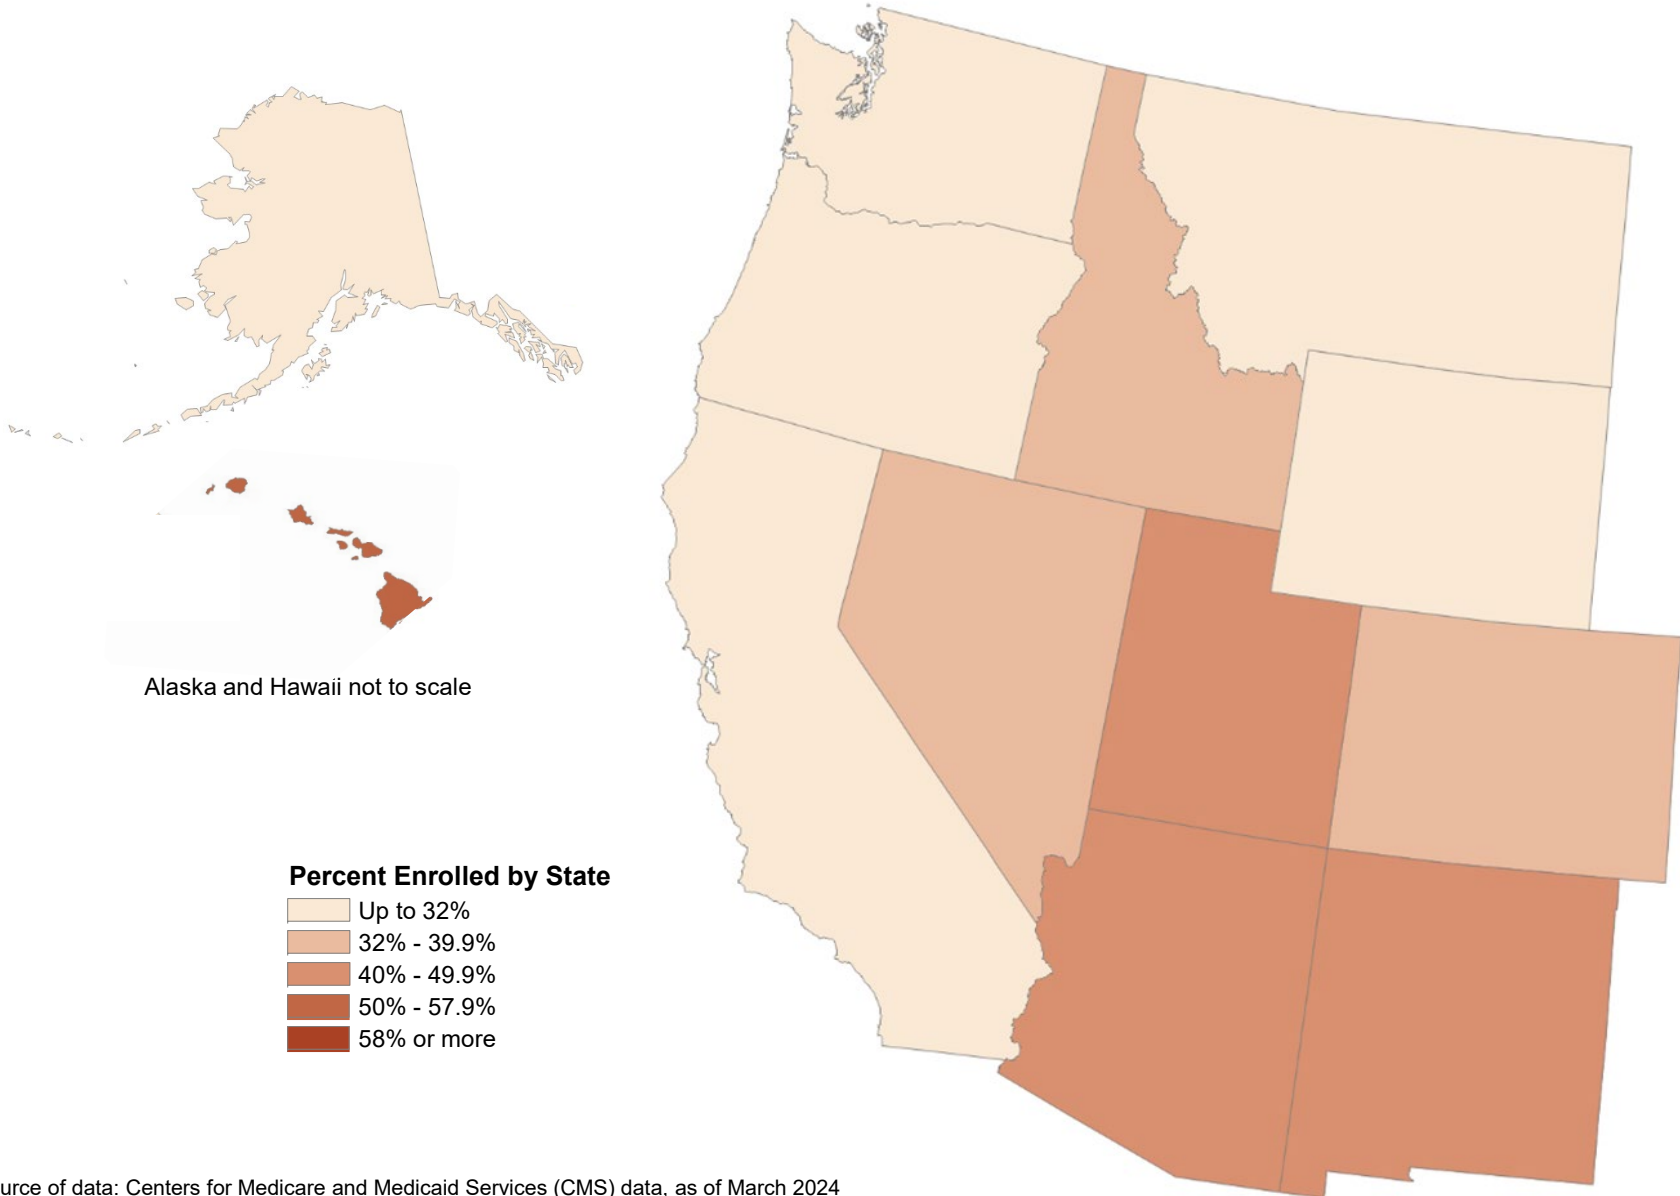 Alaska and Hawaii not to scale
Percent Enrolled by State
Up to 32%
32% - 39.9%
40% - 49.9%
50% - 57.9%
58% or more
urce of data: Centers for Medicare and Medicaid Services (CMS) data, as of March 2024